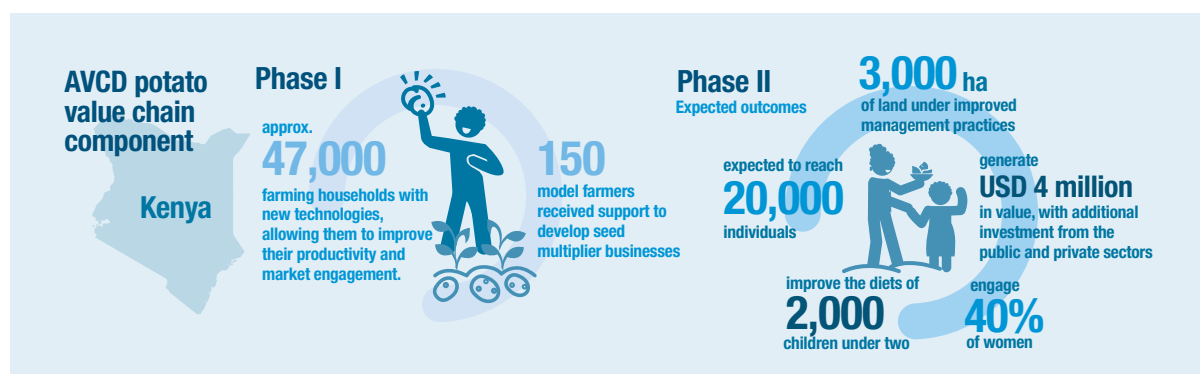 AVCD potato
value chain
component
Kenya
Phase I
approx.
47,000
farming households with
new technologies,
allowing them to improve
their productivity and
market engagement.
150
model farmers
received support to
develop seed
multiplier businesses
Phase II
Expected outcomes
3,000 ha
of land under improved
management practices
expected to reach
20,000
individuals
generate
USD 4 million
in value, with additional
investment from the
public and private sectors
improve the diets of
2,000
children under two
engage
40%
of women